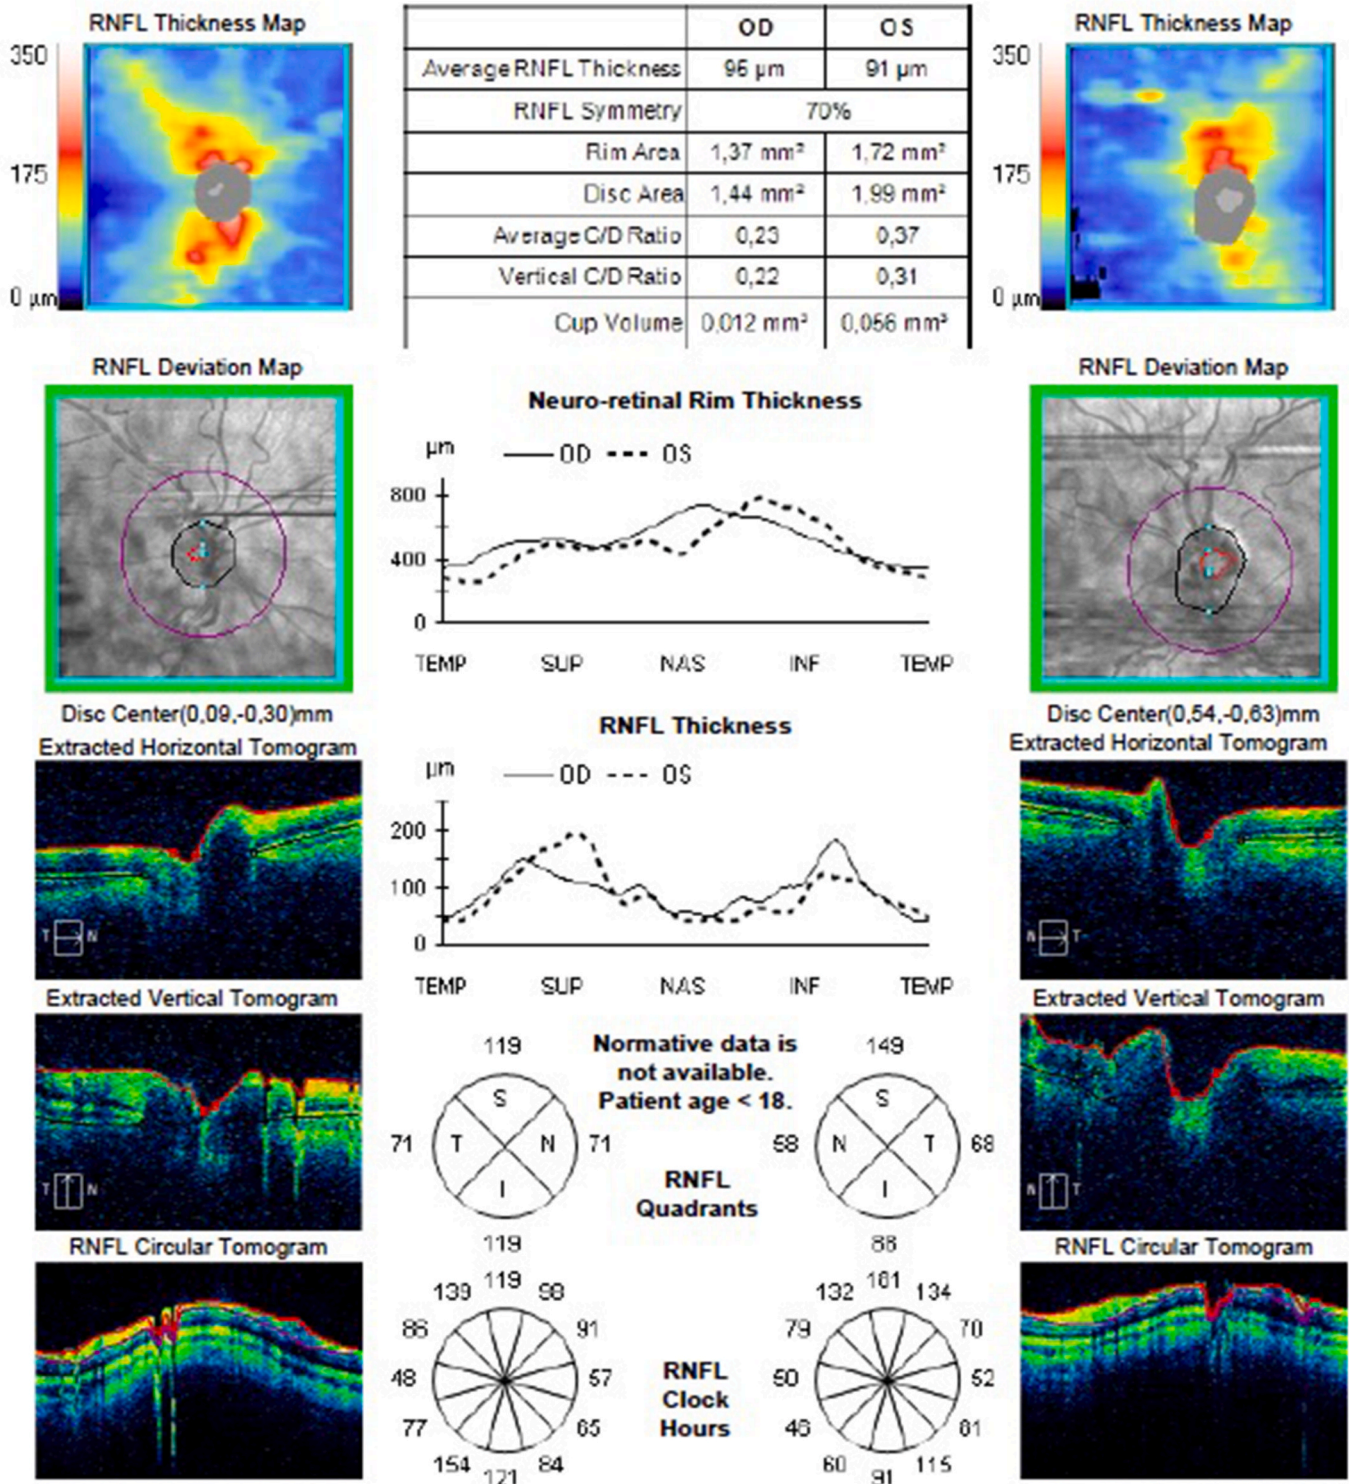 RNFL Thickness Map
350
175
0 µm
OD OS
Average RNFL Thickness 95 µm 91 µm
RNFL Symmetry 70%
Rim Area 1,37 mm² 1,72 mm²
Disc Area 1,44 mm² 1,99 mm²
Average C/D Ratio 0,23 0,37
Vertical C/D Ratio 0,22 0,31
Cup Volume 0,012 mm³ 0,056 mm³
RNFL Thickness Map
350
175
0 µm
RNFL Deviation Map
Disc Center(0,09,-0,30)mm
Extracted Horizontal Tomogram
T N
Extracted Vertical Tomogram
T N
RNFL Circular Tomogram
Neuro-retinal Rim Thickness
µm OD OS
800
400
0
TEMP SUP NAS INF TEMP
RNFL Thickness
µm OD OS
200
100
0
TEMP SUP NAS INF TEMP
Normative data is
not available.
Patient age < 18.
119
S
71 T N 71
I
119
RNFL
Quadrants
149
S
58 N T 68
I
88
139 119 98
86 91
48 57
77 65
154 121 84
RNFL
Clock
Hours
132 181 134
79 70
50 52
46 81
60 91 115
RNFL Deviation Map
Disc Center(0,54,-0,63)mm
Extracted Horizontal Tomogram
N T
Extracted Vertical Tomogram
N T
RNFL Circular Tomogram